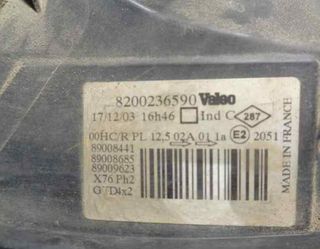 8200236590 Valeo
17/12/03 16h46 Ind C 287
00HC/R PL 12,5 02A 01 1a E2 2051
89008441
89008685
89009623
X76 Ph2
4x2
MADE IN FRANCE